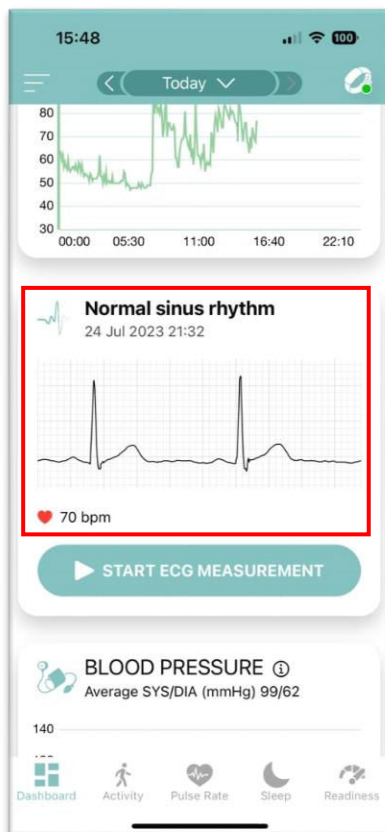 15:48
100
Today
80
70
60
50
40
30
00:00 05:30 11:00 16:40 22:10
Normal sinus rhythm
24 Jul 2023 21:32
70 bpm
START ECG MEASUREMENT
BLOOD PRESSURE
Average SYS/DIA (mmHg) 99/62
140
Dashboard Activity Pulse Rate Sleep Readiness